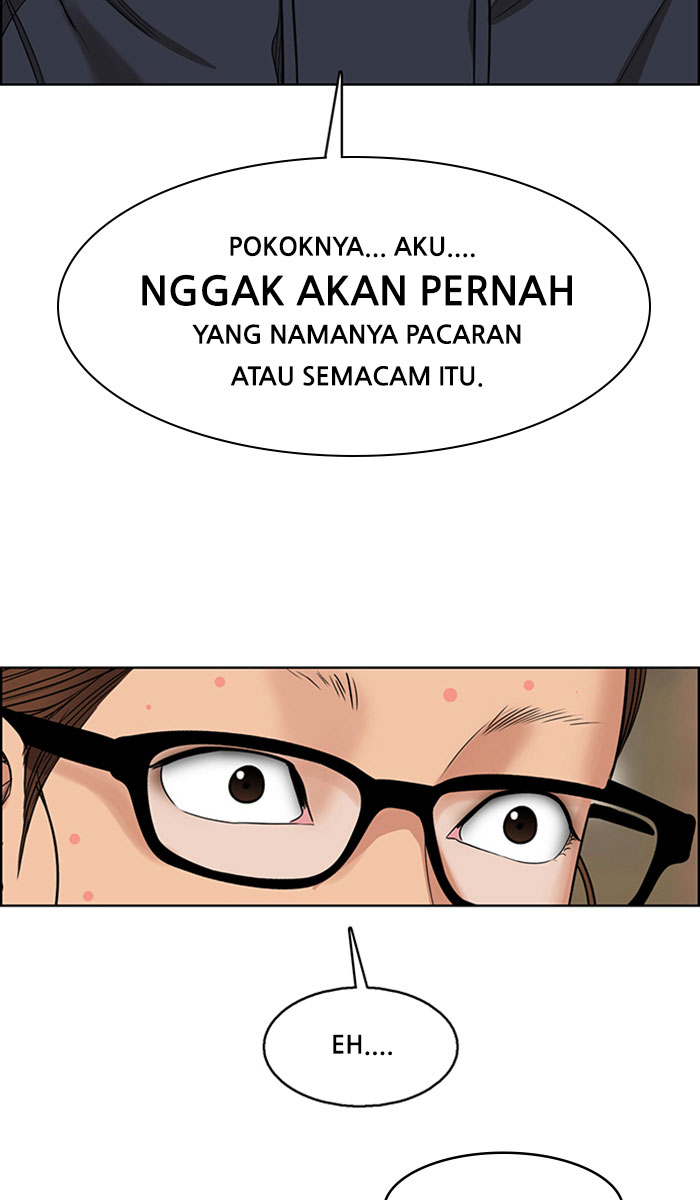 POKOKNYA... AKU....
NGGAK AKAN PERNAH
YANG NAMANYA PACARAN
ATAU SEMACAM ITU.
EH....